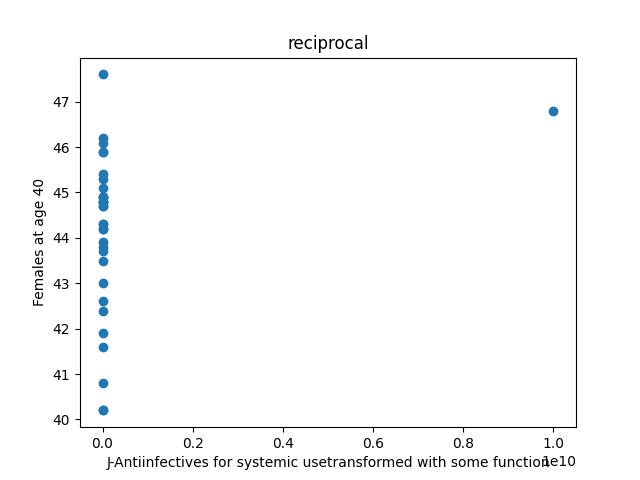 reciprocal
Females at age 40
47
46
45
44
43
42
41
40
0.0 0.2 0.4 0.6 0.8 1.0
1e10
J-Antiinfectives for systemic usetransformed with some function